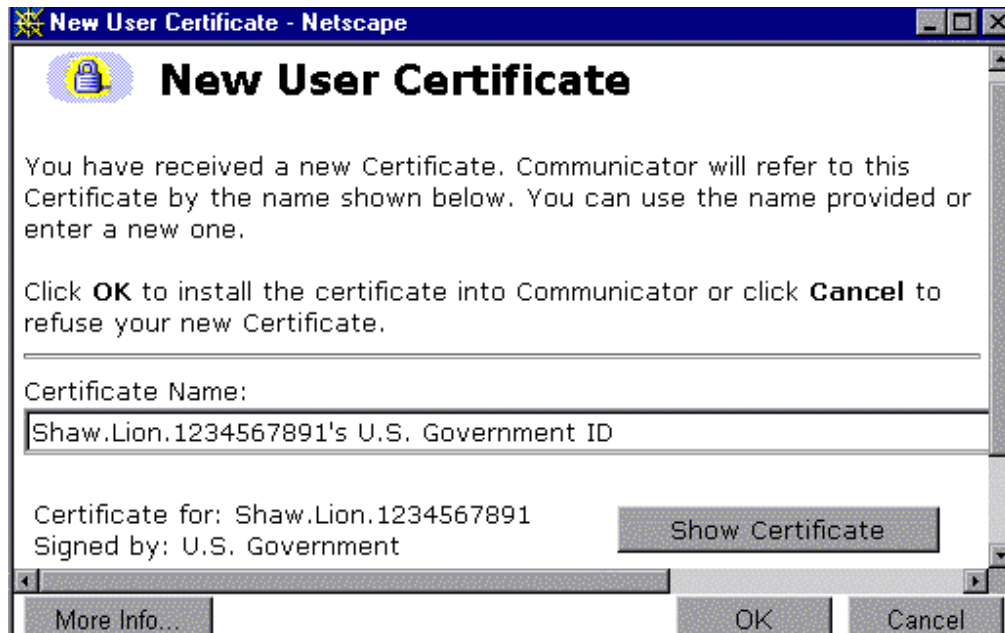 New User Certificate - Netscape
New User Certificate
You have received a new Certificate. Communicator will refer to this
Certificate by the name shown below. You can use the name provided or
enter a new one.
Click OK to install the certificate into Communicator or click Cancel to
refuse your new Certificate.
Certificate Name:
Shaw.Lion.1234567891's U.S. Government ID
Certificate for: Shaw.Lion.1234567891
Signed by: U.S. Government
Show Certificate
More Info...
OK
Cancel